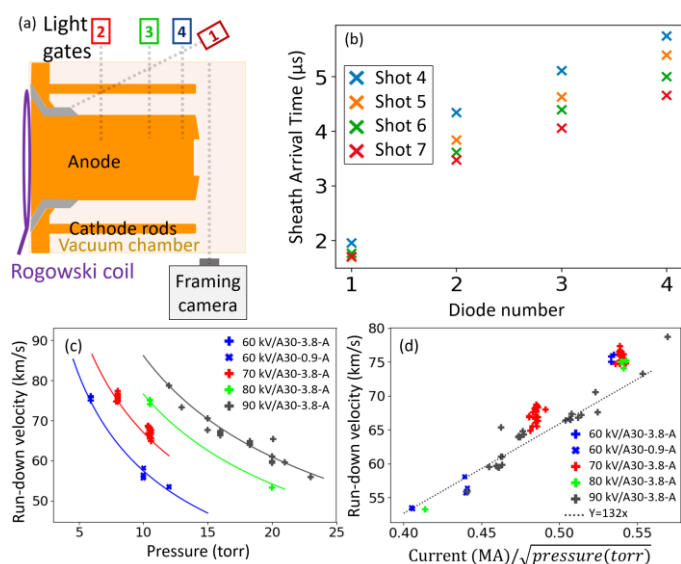 (a)
Light
gates
2
3
4
1
Anode
Cathode rods
Vacuum chamber
Rogowski coil
Framing
camera
(b)
Sheath Arrival Time (μs)
5
4
3
2
Shot 4
Shot 5
Shot 6
Shot 7
1
2
3
4
Diode number
(c)
Run-down velocity (km/s)
90
80
70
60
50
60 kV/A30-3.8-A
60 kV/A30-0.9-A
70 kV/A30-3.8-A
80 kV/A30-3.8-A
90 kV/A30-3.8-A
5
10
15
20
25
Pressure (torr)
(d)
Run-down velocity (km/s)
80
75
70
65
60
55
60 kV/A30-3.8-A
60 kV/A30-0.9-A
70 kV/A30-3.8-A
80 kV/A30-3.8-A
90 kV/A30-3.8-A
Y=132x
0.40
0.45
0.50
0.55
Current (MA)/√pressure(torr)